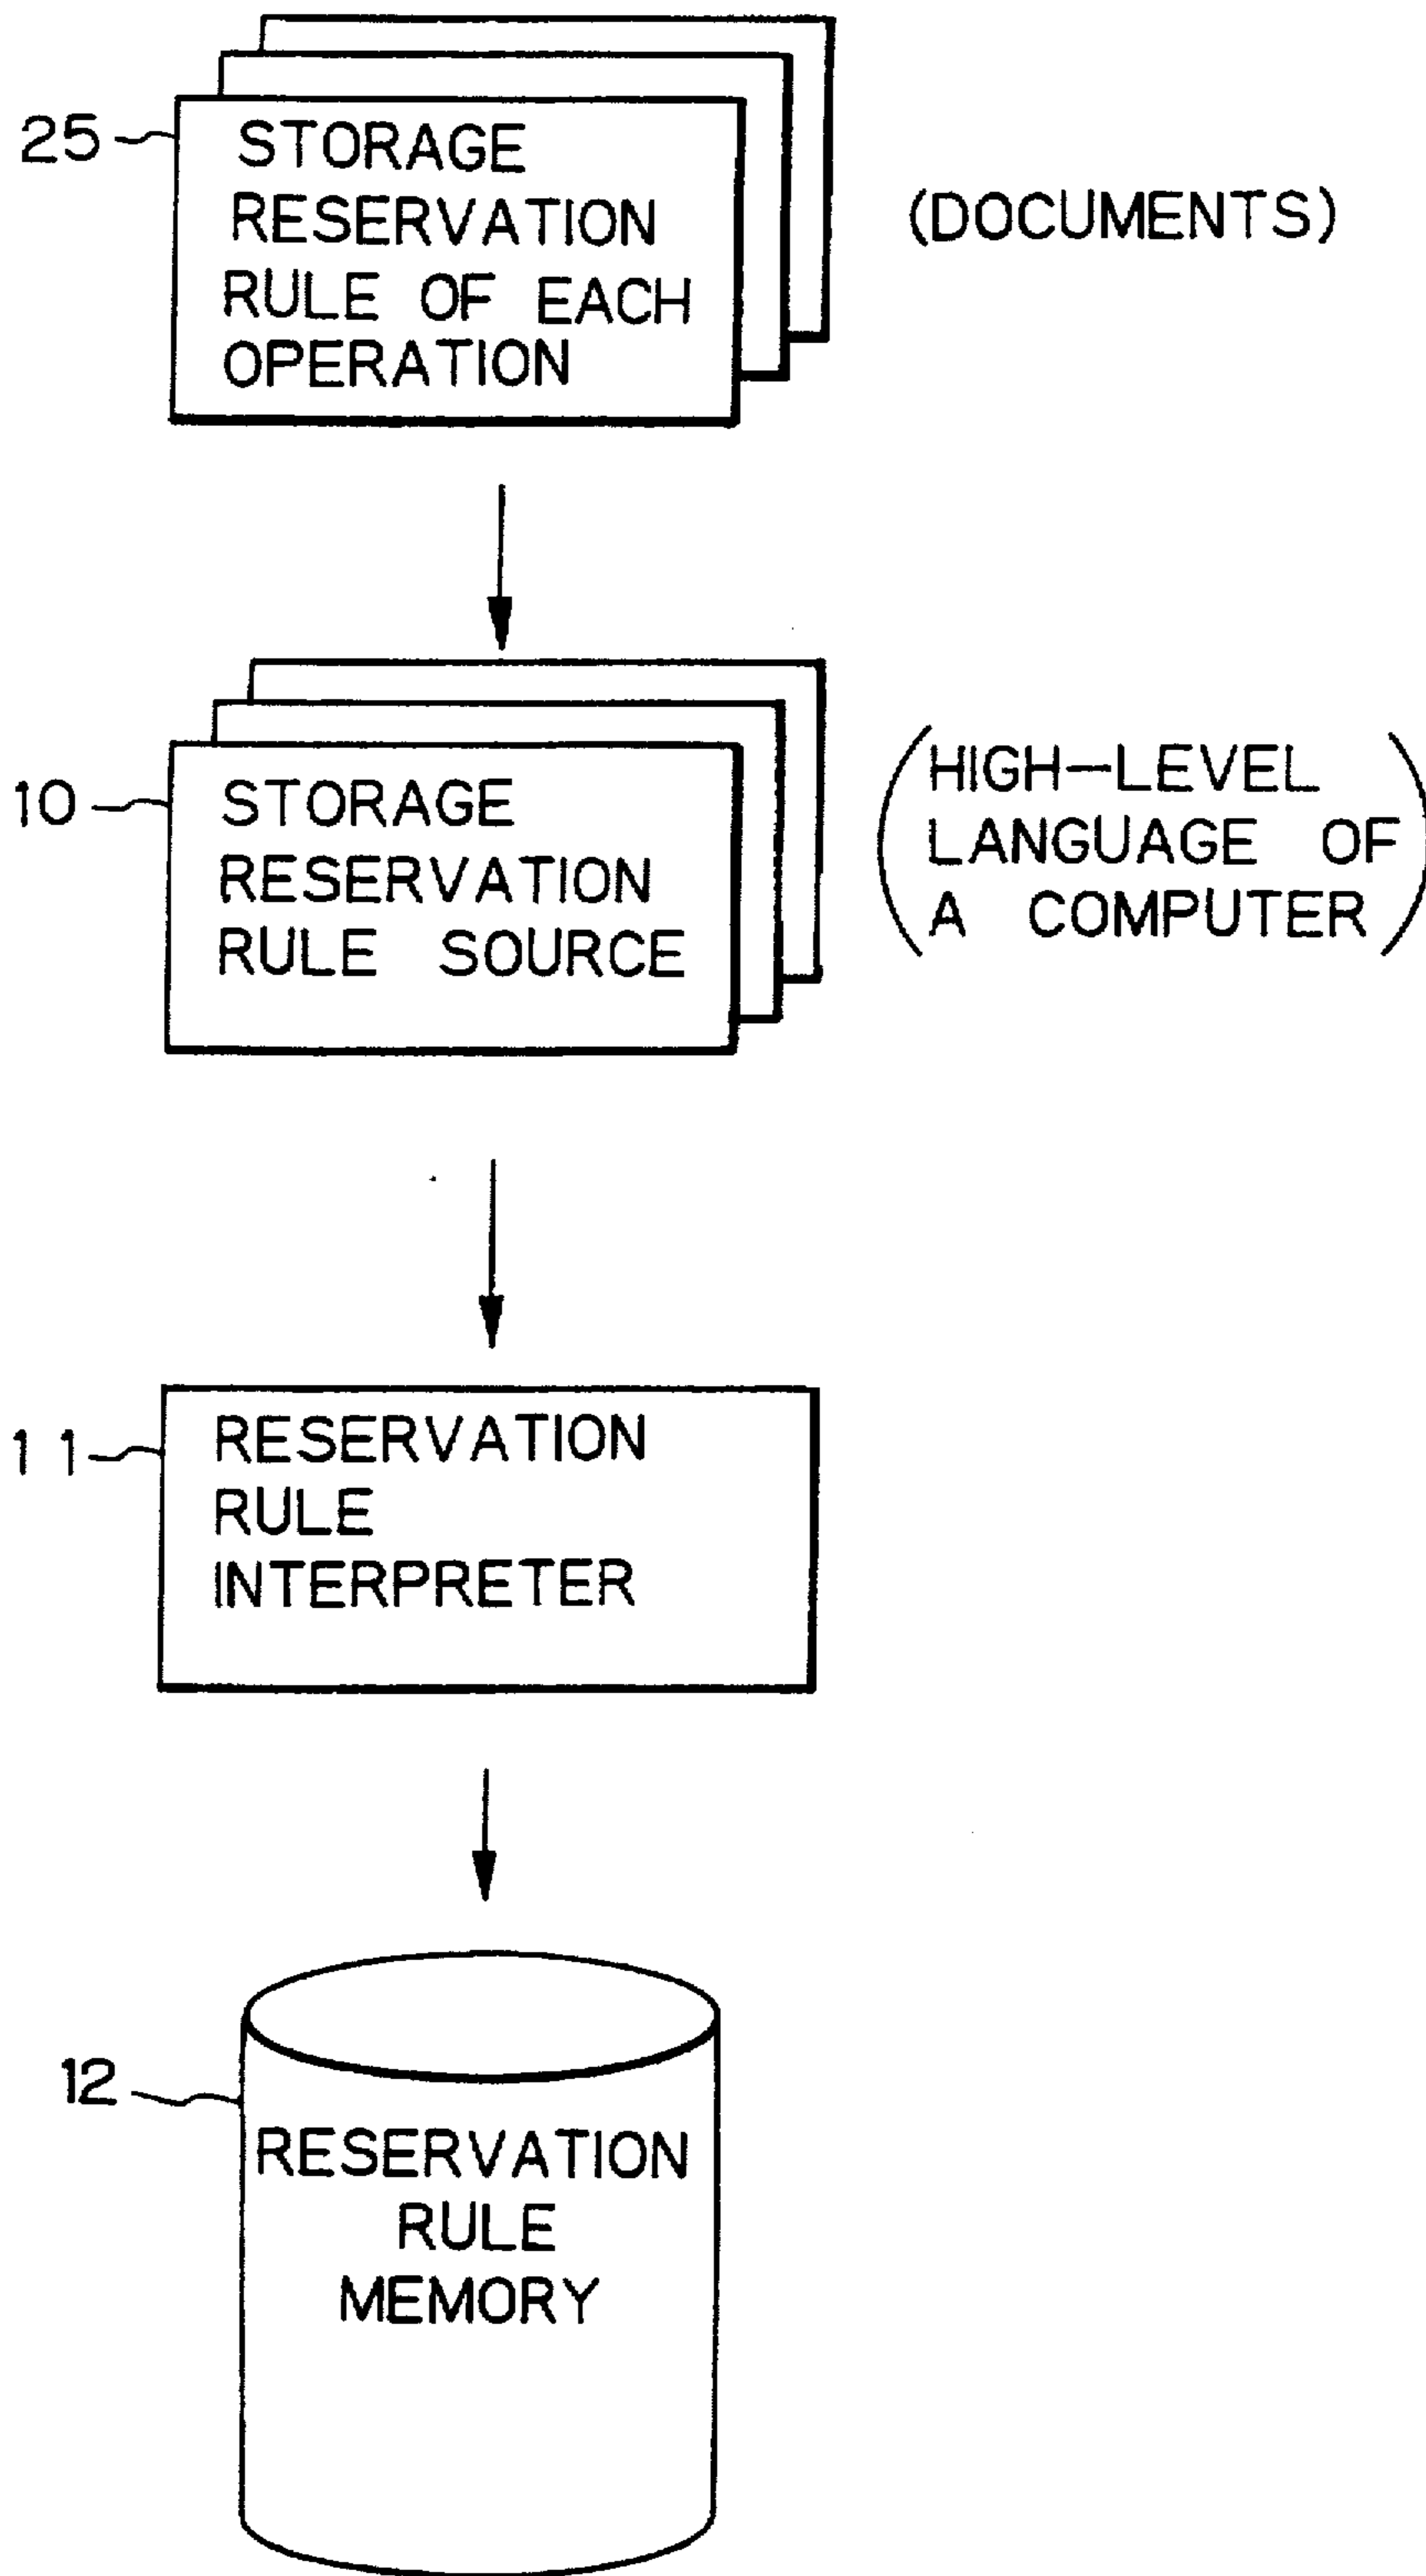 25
STORAGE
RESERVATION
RULE OF EACH
OPERATION
(DOCUMENTS)
10
STORAGE
RESERVATION
RULE SOURCE
(HIGH-LEVEL
LANGUAGE OF
A COMPUTER)
11
RESERVATION
RULE
INTERPRETER
12
RESERVATION
RULE
MEMORY